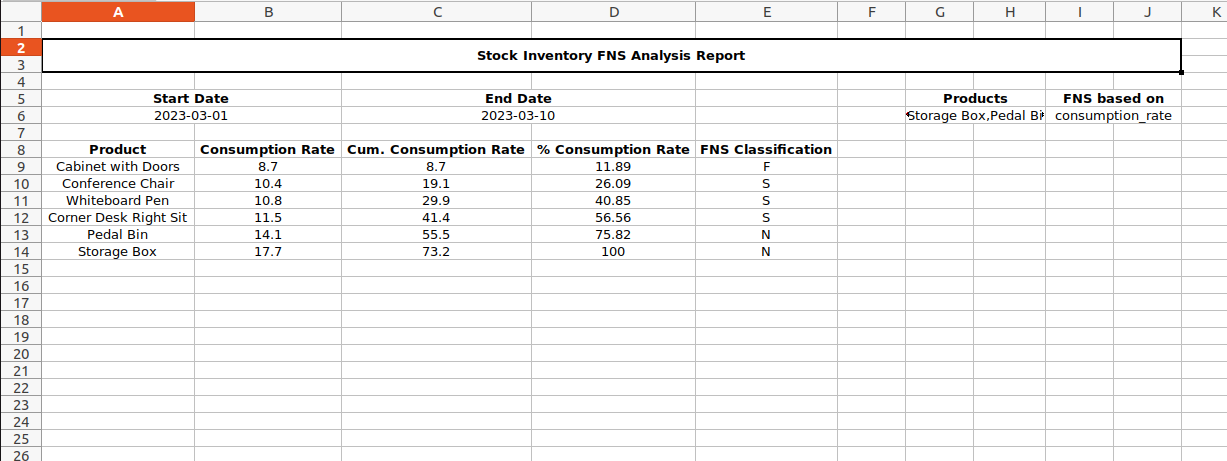 A B C D E F G H I J K
1
2 Stock Inventory FNS Analysis Report
3
4
5 Start Date End Date Products FNS based on
6 2023-03-01 2023-03-10 Storage Box,Pedal Bi consumption_rate
7
8 Product Consumption Rate Cum. Consumption Rate % Consumption Rate FNS Classification
9 Cabinet with Doors 8.7 8.7 11.89 F
10 Conference Chair 10.4 19.1 26.09 S
11 Whiteboard Pen 10.8 29.9 40.85 S
12 Corner Desk Right Sit 11.5 41.4 56.56 S
13 Pedal Bin 14.1 55.5 75.82 N
14 Storage Box 17.7 73.2 100 N
15
16
17
18
19
20
21
22
23
24
25
26